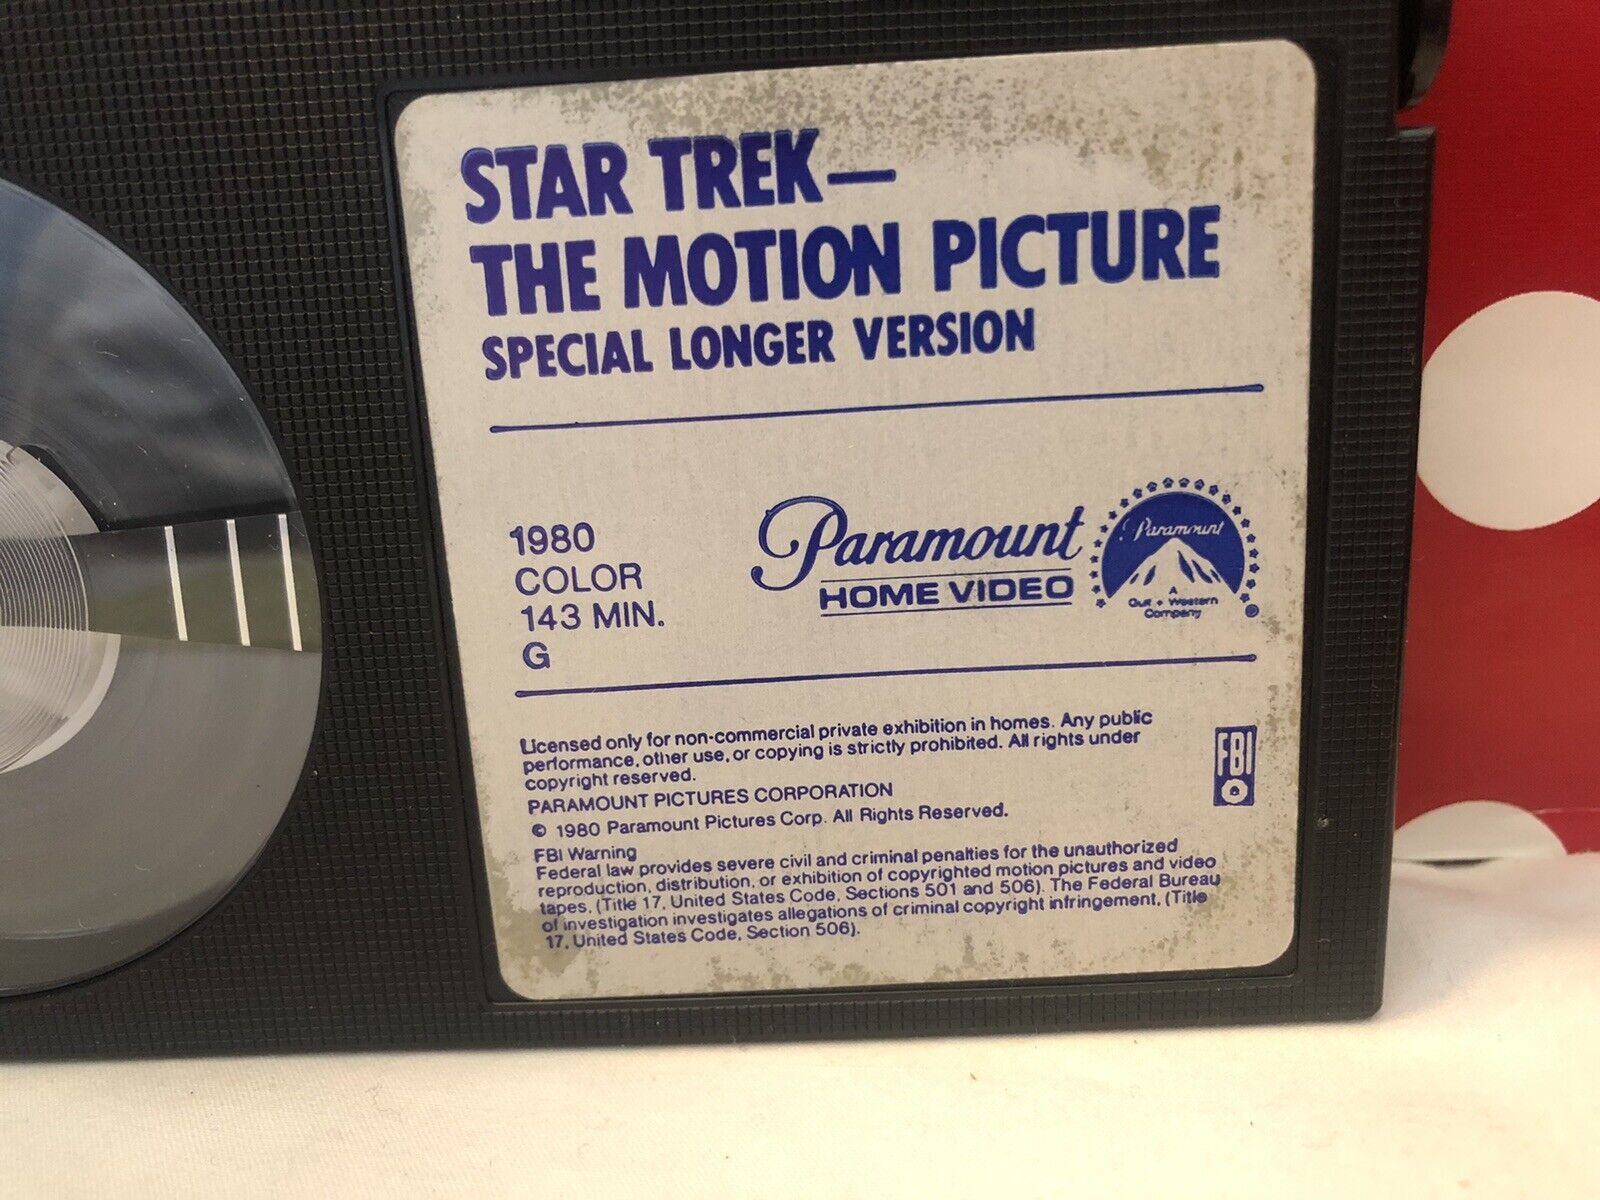 STAR TREK—
THE MOTION PICTURE
SPECIAL LONGER VERSION
1980
COLOR
143 MIN.
G
Paramount
HOME VIDEO
Paramount
A
Gulf + Western
Company
®
Licensed only for non-commercial private exhibition in homes. Any public
performance, other use, or copying is strictly prohibited. All rights under
copyright reserved.
PARAMOUNT PICTURES CORPORATION
© 1980 Paramount Pictures Corp. All Rights Reserved.
FBI
FBI Warning
Federal law provides severe civil and criminal penalties for the unauthorized
reproduction, distribution, or exhibition of copyrighted motion pictures and video
tapes, (Title 17, United States Code, Sections 501 and 506). The Federal Bureau
of investigation investigates allegations of criminal copyright infringement, (Title
17, United States Code, Section 506).